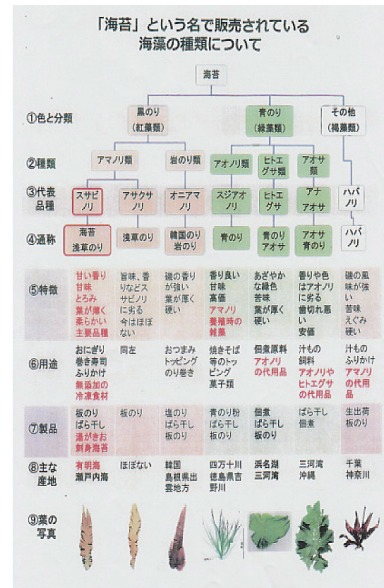 「海苔」という名で販売されている
海藻の種類について
海苔
①色と分類
黒のり
(紅藻類)
青のり
(緑藻類)
その他
(褐藻類)
②種類
アマノリ類
岩のり類
アオノリ類
ヒトエ
グサ類
アオサ
類
③代表
品種
スサビ
ノリ
アサクサ
ノリ
オニアマ
ノリ
スジアオ
ノリ
ヒトエ
グサ
アナ
アオサ
ハバ
ノリ
④通称
海苔
浅草のり
浅草のり
韓国のり
岩のり
青のり
青のり
アオサ
アオサ
青のり
ハバ
ノリ
⑤特徴
甘い香り
甘味
とろみ
葉が薄く
柔らかい
主要品種
旨味、香
りなどス
サビノリ
に劣る
今はほぼ
ない
磯の香り
が強い
葉が厚く
硬い
香り良い
甘味
高価
アマノリ
養殖時の
刺藻
あざやか
な緑色
苦味
葉が厚く
硬い
香りや色
はアオノリ
に劣る
歯切れ悪
い
安価
磯の風
味が強
い
苦味
えぐみ
硬い
⑥用途
おにぎり
巻き寿司
ふりかけ
無添加の
冷凍食材
同左
おつまみ
トッピング
のり巻き
焼きそば
等のトッ
ピング
菓子類
佃煮原料
アオノリ
の代用品
汁もの
飼料
アオノリや
ヒトエグサ
の代用品
汁もの
ふりかけ
アマノリ
の代用
品
⑦製品
板のり
ばら干し
湯がきお
刺身海苔
板のり
塩のり
ばら干し
板のり
青のり粉
ばら干し
板のり
佃煮
ばら干し
板のり
ばら干し
佃煮
生出荷
板のり
⑧主な
産地
有明海
瀬戸内海
ほぼない
韓国
島根県出
雲地方
四万十川
徳島県吉
野川
浜名湖
三河湾
三河湾
沖縄
千葉
神奈川
⑨葉の
写真